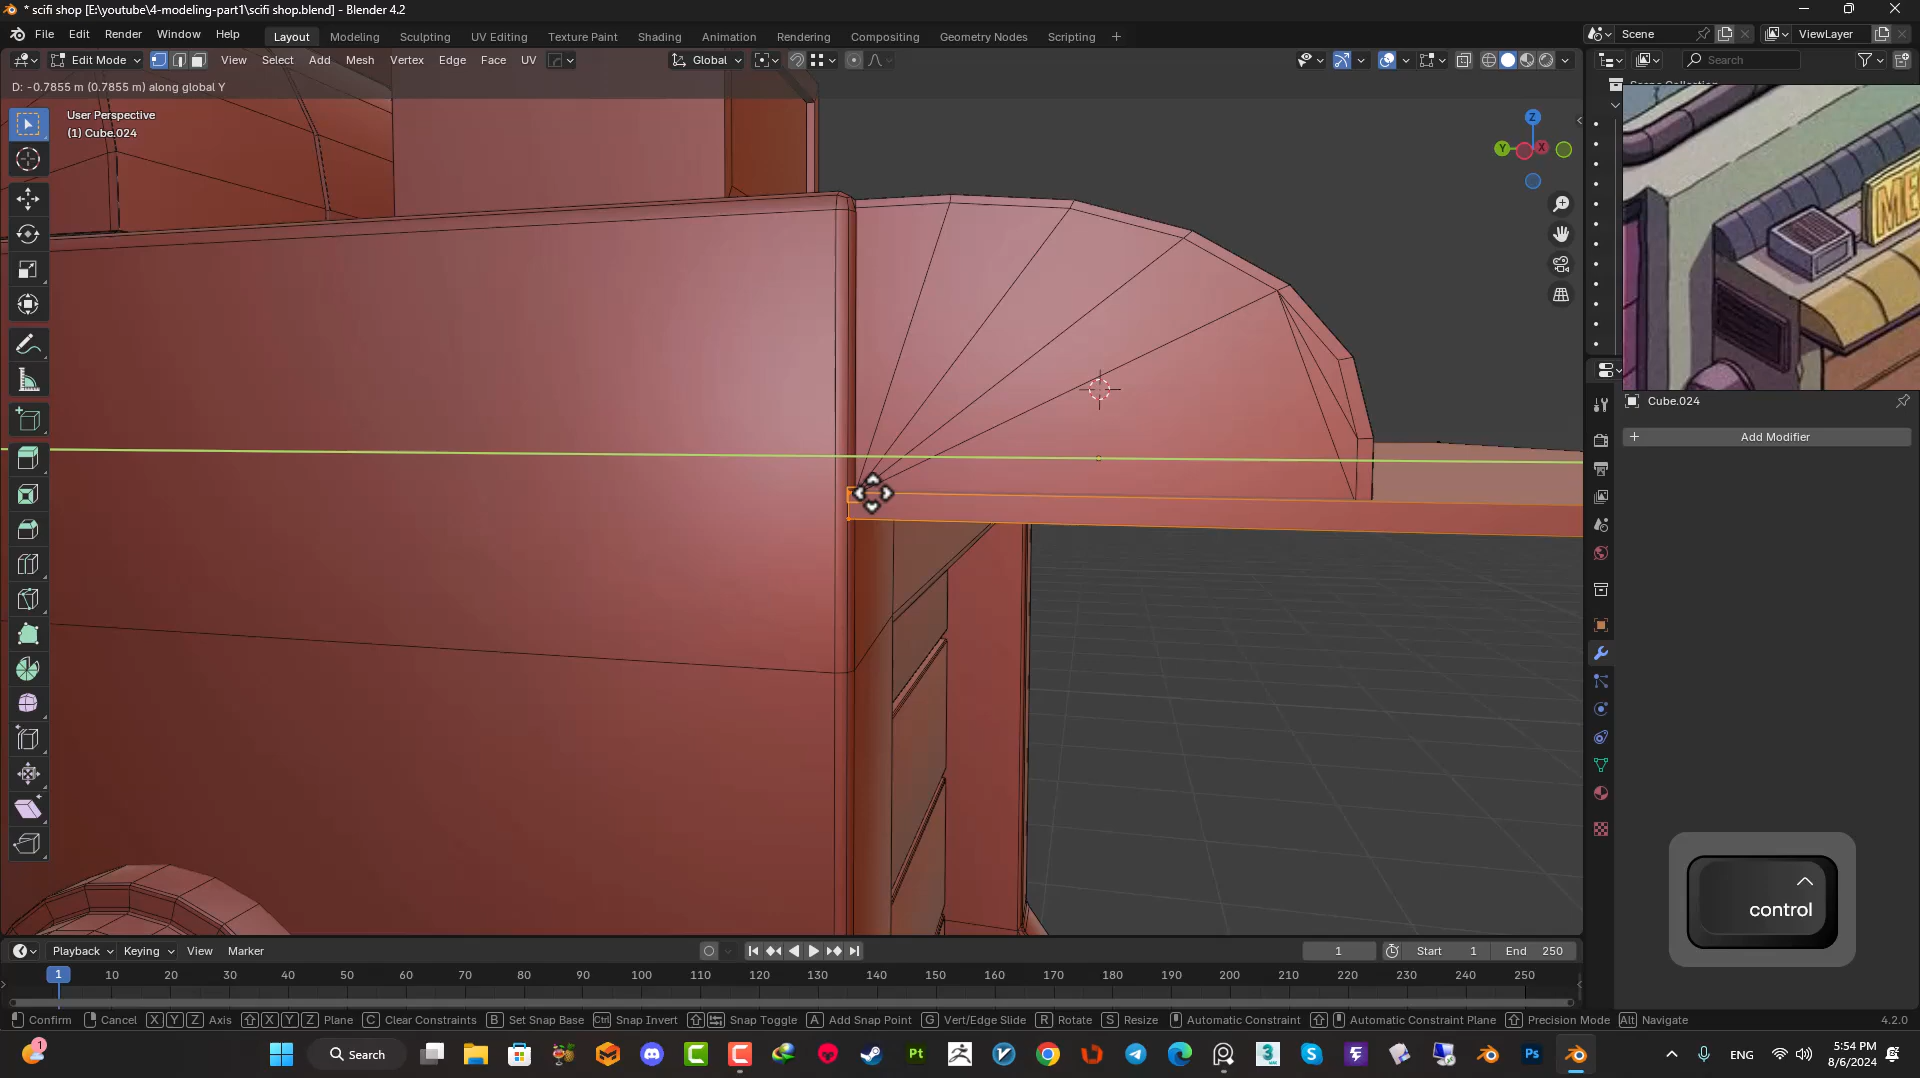 * scifi shop [E:\youtube\4-modeling-part1\scifi shop.blend] - Blender 4.2
File Edit Render Window Help Layout Modeling Sculpting UV Editing Texture Paint Shading Animation Rendering Compositing Geometry Nodes Scripting + Scene ViewLayer
Edit Mode View Select Add Mesh Vertex Edge Face UV Global Search
D: -0.7855 m (0.7855 m) along global Y
User Perspective
(1) Cube.024
Z
Y X
ME
Cube.024
+ Add Modifier
control
Playback Keying View Marker 1 Start 1 End 250
1 10 20 30 40 50 60 70 80 90 100 110 120 130 140 150 160 170 180 190 200 210 220 230 240 250
Confirm Cancel X Y Z Axis X Y Z Plane C Clear Constraints B Set Snap Base Ctrl Snap Invert Snap Toggle A Add Snap Point G Vert/Edge Slide R Rotate S Resize Automatic Constraint Automatic Constraint Plane Precision Mode Alt Navigate 4.2.0
1 Search Pt 3 Ps ENG 5:54 PM
8/6/2024